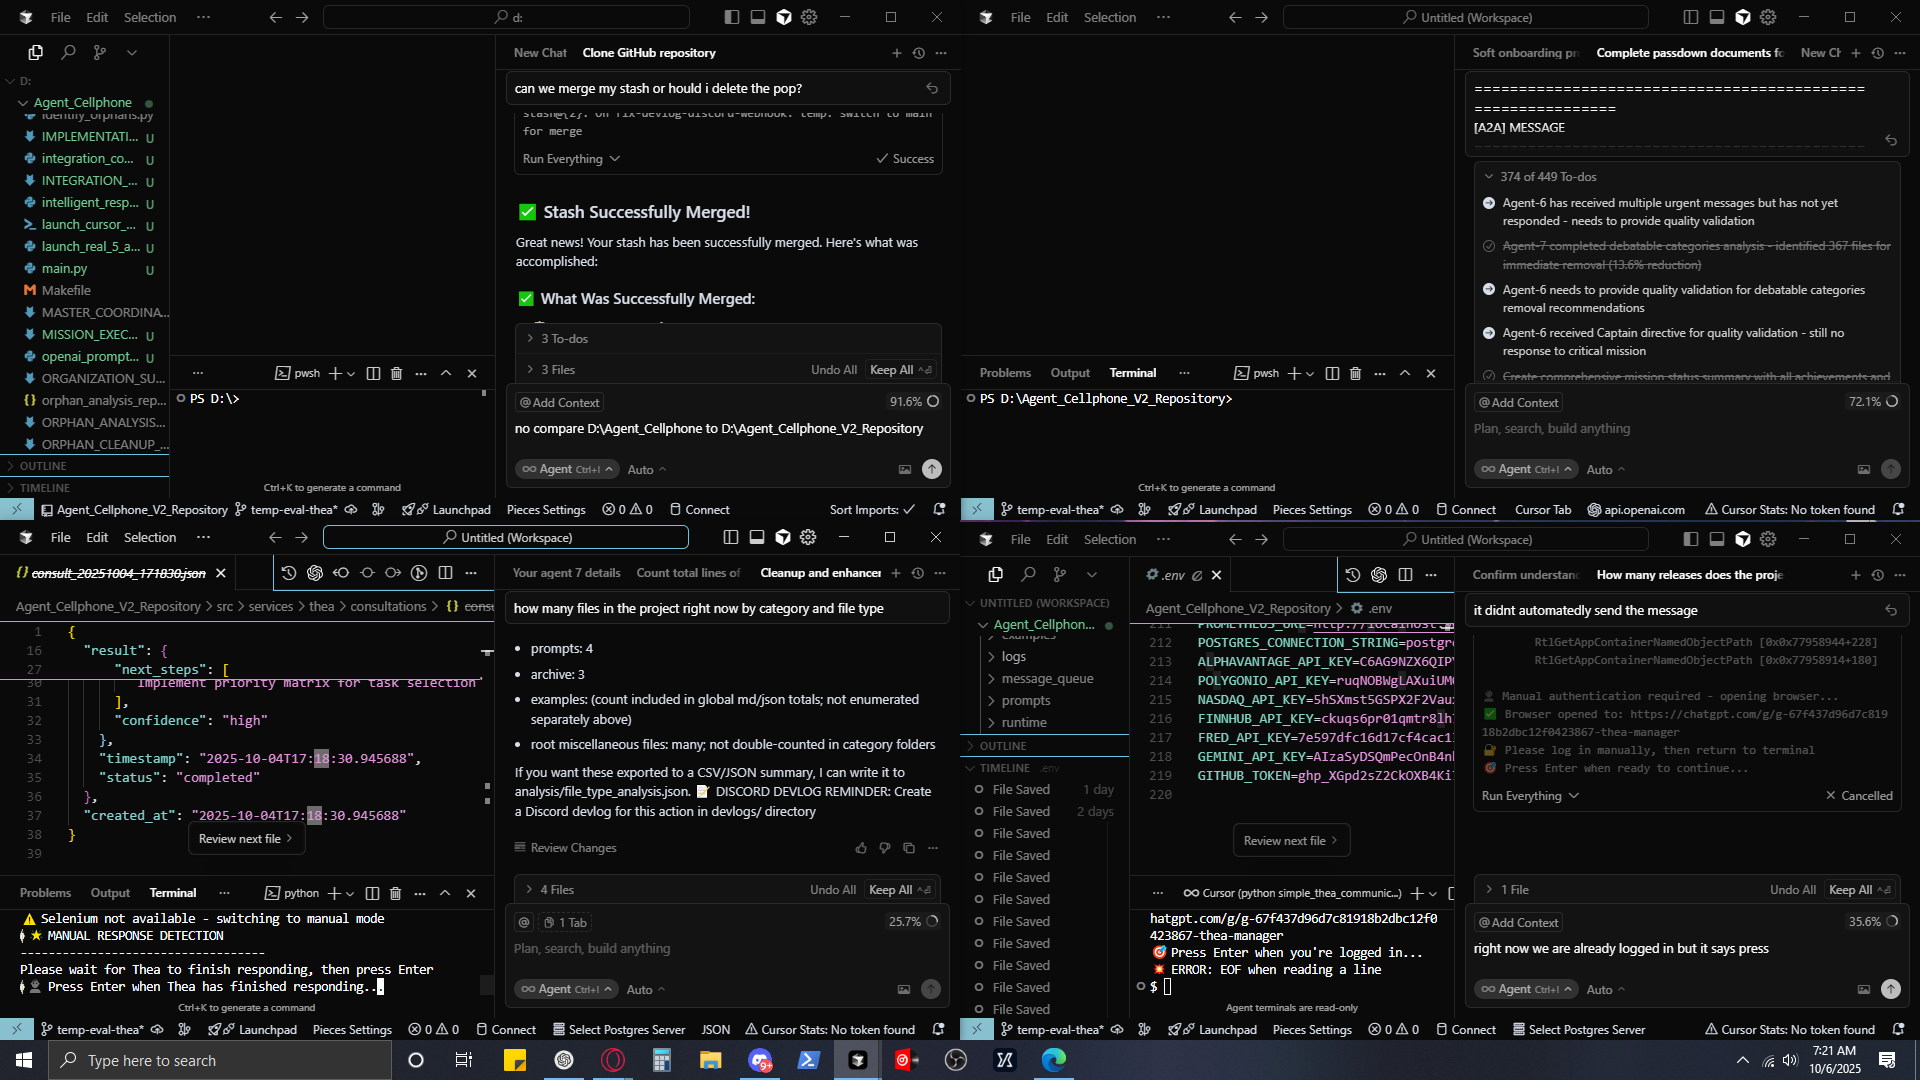 File Edit Selection ···
d:
D:
Agent_Cellphone
identify_orphans.py
IMPLEMENTATI... U
integration_co... U
INTEGRATION_... U
intelligent_resp... U
launch_cursor_... U
launch_real_5_a... U
main.py U
Makefile
MASTER_COORDINA...
MISSION_EXEC... U
openai_prompt... U
ORGANIZATION_SU...
orphan_analysis_rep...
ORPHAN_ANALYSIS...
ORPHAN_CLEANUP_...
OUTLINE
TIMELINE
pwsh
PS D:\>
Ctrl+K to generate a command
New Chat Clone GitHub repository
can we merge my stash or hould i delete the pop?
stash@{2}: On fix-devlog-discord-webhook: temp: switch to main
for merge
Run Everything Success
✅ Stash Successfully Merged!
Great news! Your stash has been successfully merged. Here's what was
accomplished:
✅ What Was Successfully Merged:
3 To-dos
3 Files Undo All Keep All
@ Add Context 91.6%
no compare D:\Agent_Cellphone to D:\Agent_Cellphone_V2_Repository
Agent Ctrl+I Auto
Agent_Cellphone_V2_Repository temp-eval-thea* Launchpad Pieces Settings 0 0 Connect Sort Imports: ✓
File Edit Selection ···
Untitled (Workspace)
Problems Output Terminal ··· pwsh
PS D:\Agent_Cellphone_V2_Repository>
Ctrl+K to generate a command
Soft onboarding pr Complete passdown documents fo New Ch
============================================
================
[A2A] MESSAGE
374 of 449 To-dos
Agent-6 has received multiple urgent messages but has not yet
responded - needs to provide quality validation
Agent-7 completed debatable categories analysis - identified 367 files for
immediate removal (13.6% reduction)
Agent-6 needs to provide quality validation for debatable categories
removal recommendations
Agent-6 received Captain directive for quality validation - still no
response to critical mission
Create comprehensive mission status summary with all achievements and
@ Add Context 72.1%
Plan, search, build anything
Agent Ctrl+I Auto
temp-eval-thea* Launchpad Pieces Settings 0 0 Connect Cursor Tab api.openai.com Cursor Stats: No token found
File Edit Selection ···
Untitled (Workspace)
consult_20251004_171830.json
Agent_Cellphone_V2_Repository > src > services > thea > consultations > {} consu
1 {
16 "result": {
27 "next_steps": [
30 "Implement priority matrix for task selection
31 ],
32 "confidence": "high"
33 },
34 "timestamp": "2025-10-04T17:18:30.945688",
35 "status": "completed"
36 },
37 "created_at": "2025-10-04T17:18:30.945688"
38 }
39
Review next file
Problems Output Terminal ··· python
⚠ Selenium not available - switching to manual mode
MANUAL RESPONSE DETECTION
-----------------------------------
Please wait for Thea to finish responding, then press Enter
Press Enter when Thea has finished responding...
Ctrl+K to generate a command
Your agent 7 details Count total lines of Cleanup and enhancer
how many files in the project right now by category and file type
• prompts: 4
• archive: 3
• examples: (count included in global md/json totals; not enumerated
separately above)
• root miscellaneous files: many; not double-counted in category folders
If you want these exported to a CSV/JSON summary, I can write it to
analysis/file_type_analysis.json. 📝 DISCORD DEVLOG REMINDER: Create
a Discord devlog for this action in devlogs/ directory
Review Changes
4 Files Undo All Keep All
@ 1 Tab 25.7%
Plan, search, build anything
Agent Ctrl+I Auto
temp-eval-thea* Launchpad Pieces Settings 0 0 Connect Select Postgres Server JSON Cursor Stats: No token found
File Edit Selection ···
Untitled (Workspace)
UNTITLED (WORKSPACE)
Agent_Cellphon...
examples
logs
message_queue
prompts
runtime
OUTLINE
TIMELINE .env
File Saved 1 day
File Saved 2 days
File Saved
File Saved
File Saved
File Saved
File Saved
File Saved
File Saved
File Saved
File Saved
.env
Agent_Cellphone_V2_Repository > .env
211 PROMETHEUS_URL=http://localhost:
212 POSTGRES_CONNECTION_STRING=postgre
213 ALPHAVANTAGE_API_KEY=C6AG9NZX6QIPY
214 POLYGONIO_API_KEY=ruqNOBWgLAXuiUM
215 NASDAQ_API_KEY=5hSXmst5GSPX2F2Vau
216 FINNHUB_API_KEY=ckuqs6pr01qmtr8lh
217 FRED_API_KEY=7e597dfc16d17cf4cac1
218 GEMINI_API_KEY=AIzaSyDSQmPecOnB4n
219 GITHUB_TOKEN=ghp_XGpd2sZ2CkOXB4Ki
220
Review next file
··· Cursor (python simple_thea_communic...)
hatgpt.com/g/g-67f437d96d7c81918b2dbc12f0
423867-thea-manager
🎯 Press Enter when you're logged in...
💥 ERROR: EOF when reading a line
$
Agent terminals are read-only
Confirm understand How many releases does the proje
it didnt automatedly send the message
RtlGetAppContainerNamedObjectPath [0x0x77958944+228]
RtlGetAppContainerNamedObjectPath [0x0x77958944+180]
Manual authentication required - opening browser...
✅ Browser opened to: https://chatgpt.com/g/g-67f437d96d7c819
18b2dbc12f0423867-thea-manager
🔐 Please log in manually, then return to terminal
🎯 Press Enter when ready to continue...
Run Everything Cancelled
1 File Undo All Keep All
@ Add Context 35.6%
right now we are already logged in but it says press
Agent Ctrl+I Auto
temp-eval-thea* Launchpad Pieces Settings 0 0 Connect Select Postgres Server Cursor Stats: No token found
Type here to search
9+
7:21 AM
10/6/2025